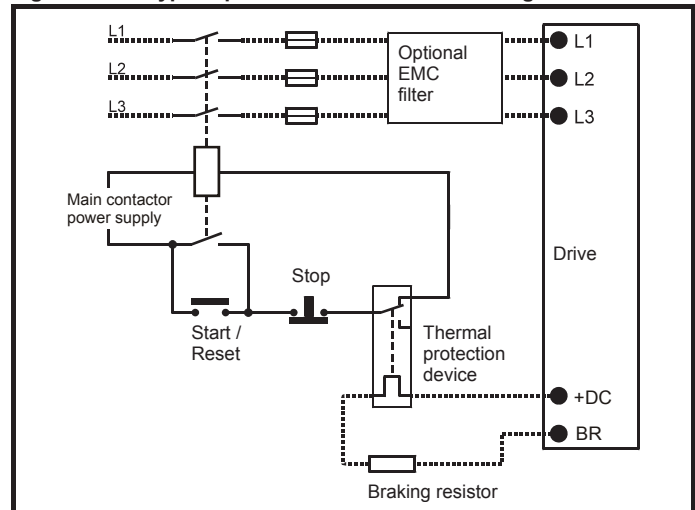 L1
L2
L3
Optional
EMC
filter
L1
L2
L3
Main contactor
power supply
Drive
Stop
Start /
Reset
Thermal
protection
device
+DC
BR
Braking resistor